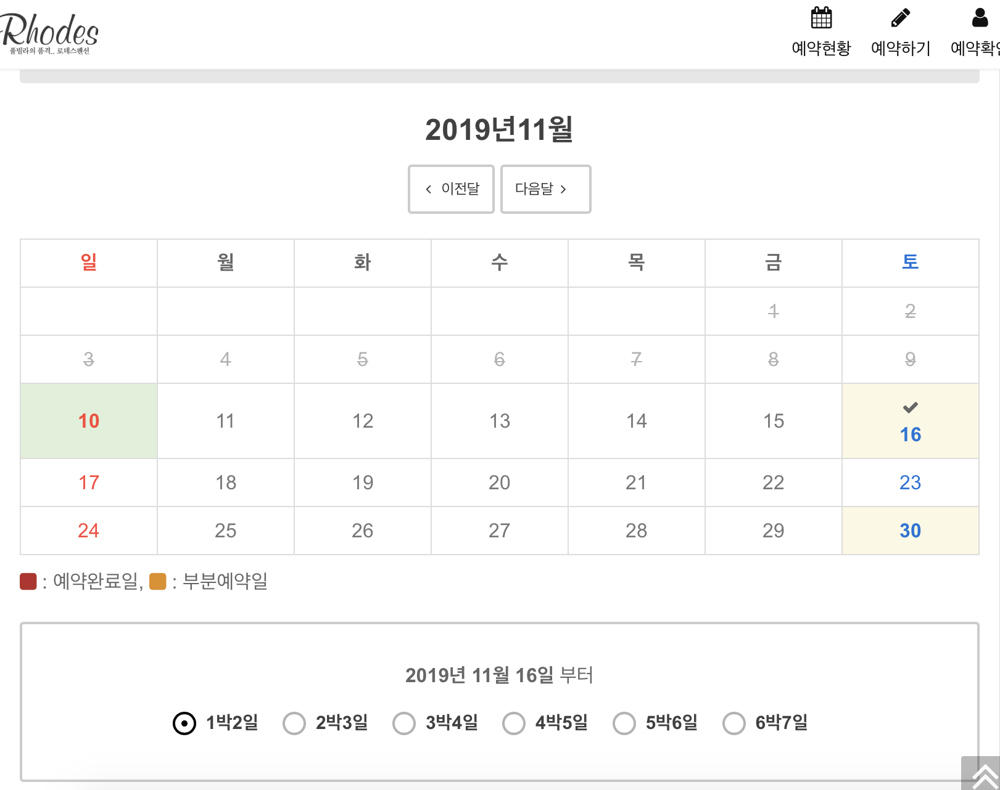 Rhodes
풀빌라의 품격.. 로데스펜션
예약현황 예약하기 예약확인
2019년11월
이전달 다음달
일 월 화 수 목 금 토
1 2
3 4 5 6 7 8 9
10 11 12 13 14 15 16
17 18 19 20 21 22 23
24 25 26 27 28 29 30
: 예약완료일, : 부분예약일
2019년 11월 16일 부터
1박2일 2박3일 3박4일 4박5일 5박6일 6박7일